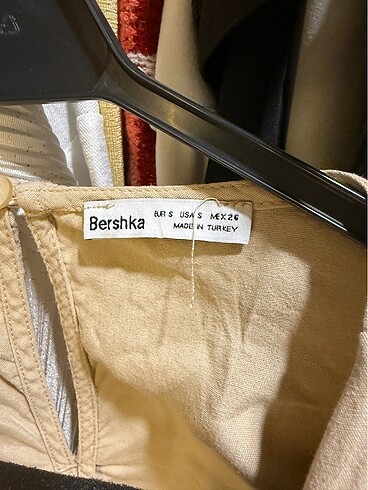 Bershka EUR S USA S MEX 26
MADE IN TURKEY